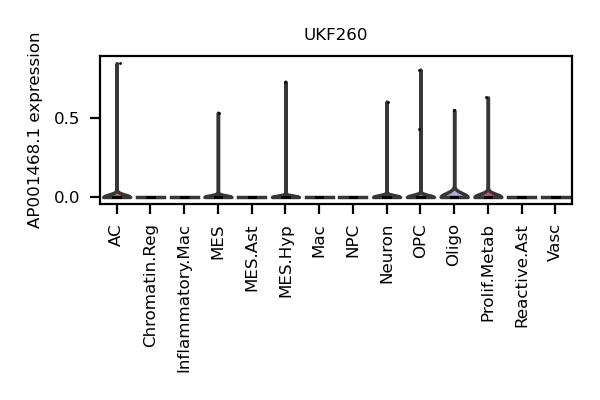 UKF260
AP001468.1 expression
0.5
0.0
AC
Chromatin.Reg
Inflammatory.Mac
MES
MES.Ast
MES.Hyp
Mac
NPC
Neuron
OPC
Oligo
Prolif.Metab
Reactive.Ast
Vasc